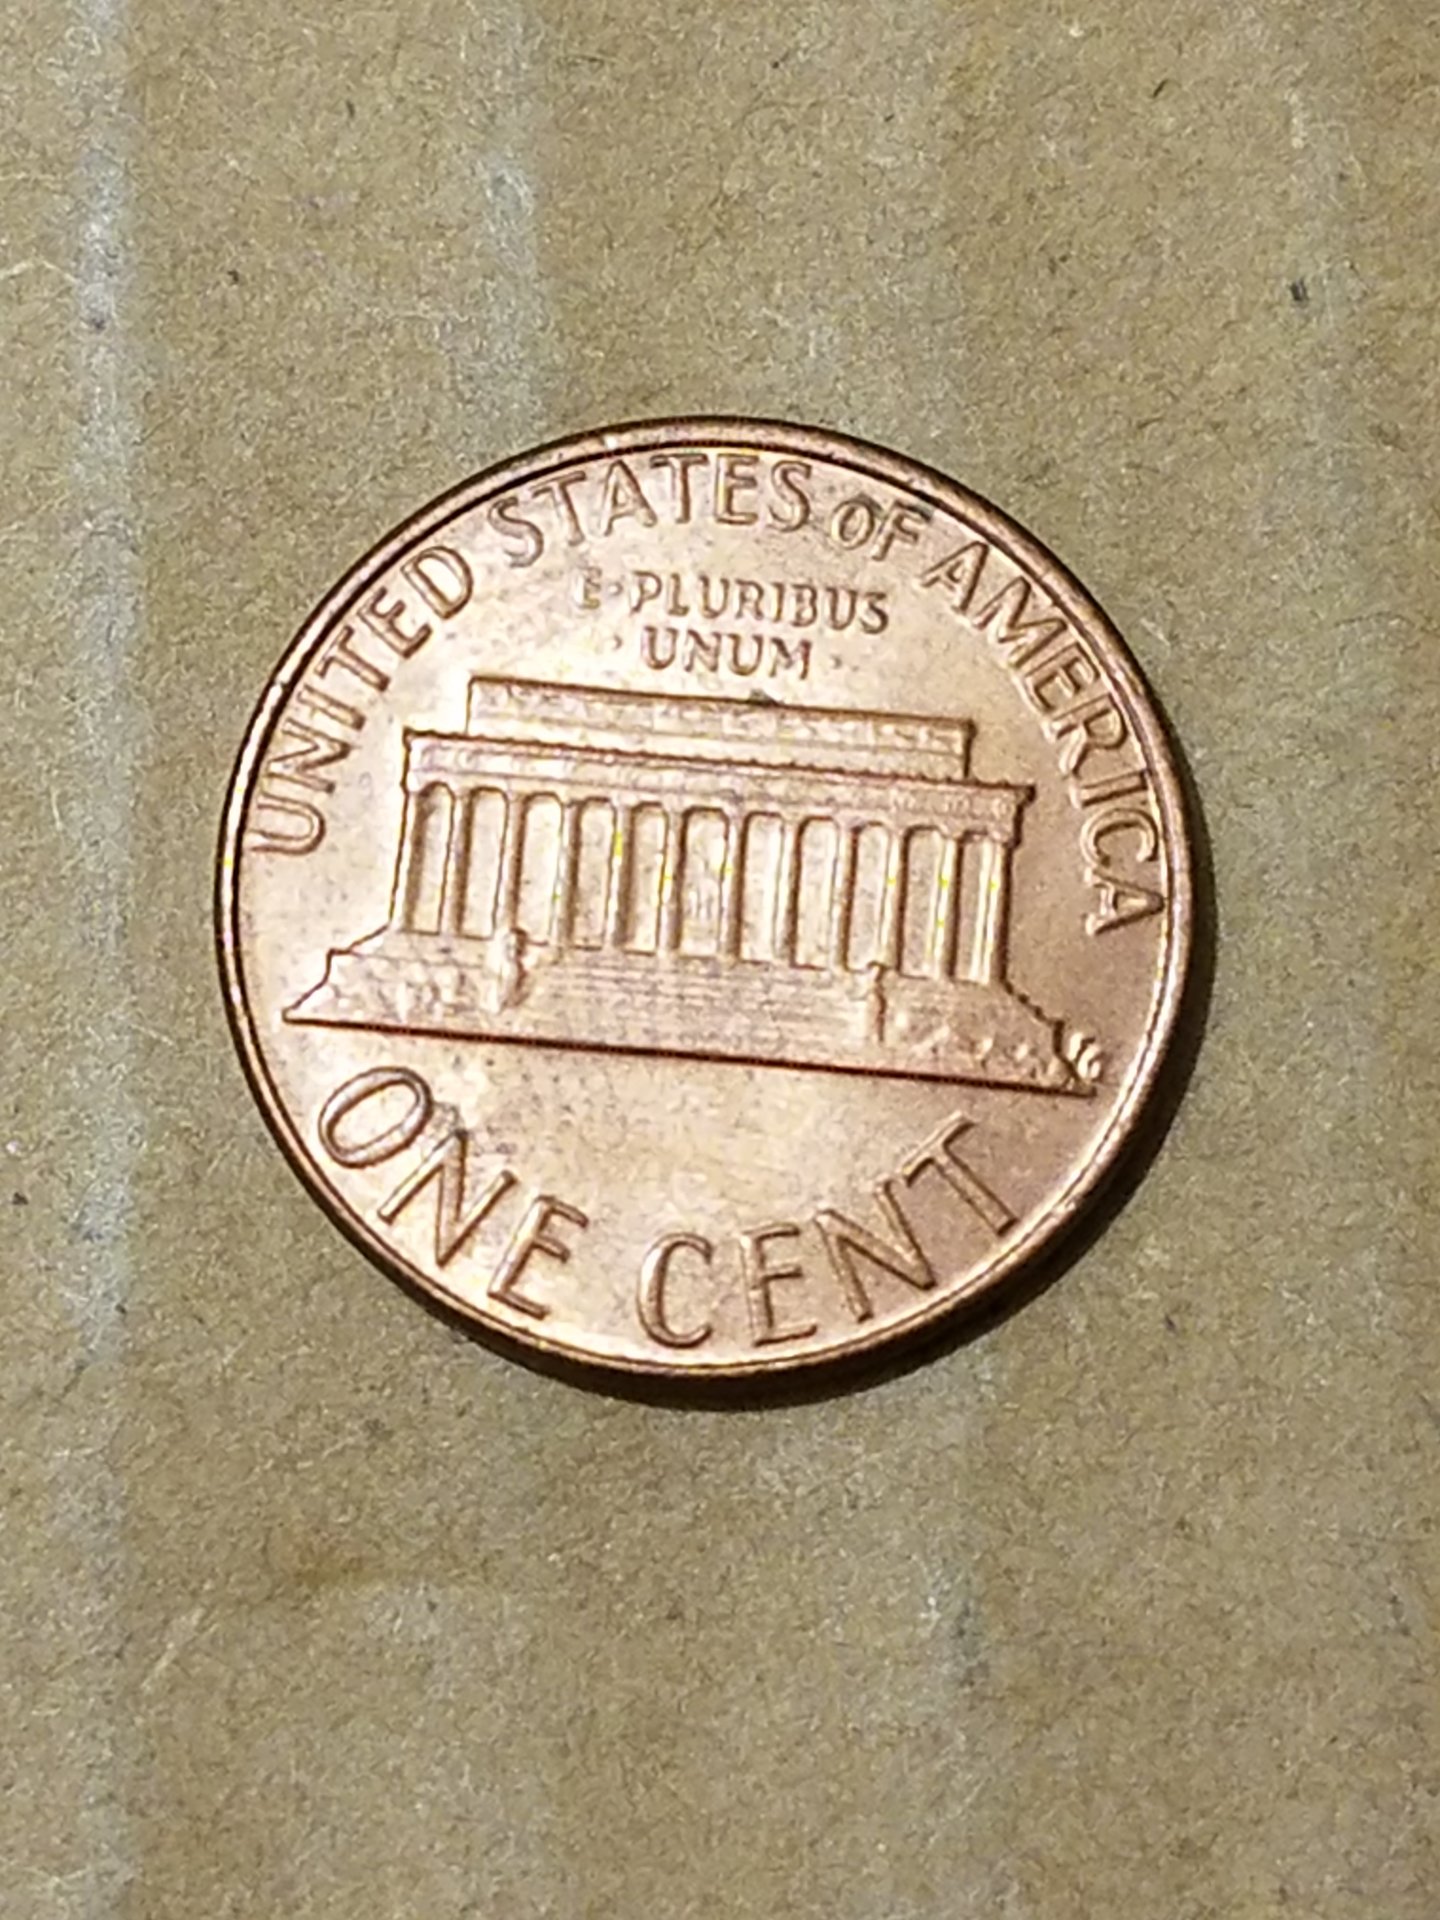 UNITED STATES OF AMERICA
E·PLURIBUS
·UNUM·
ONE CENT